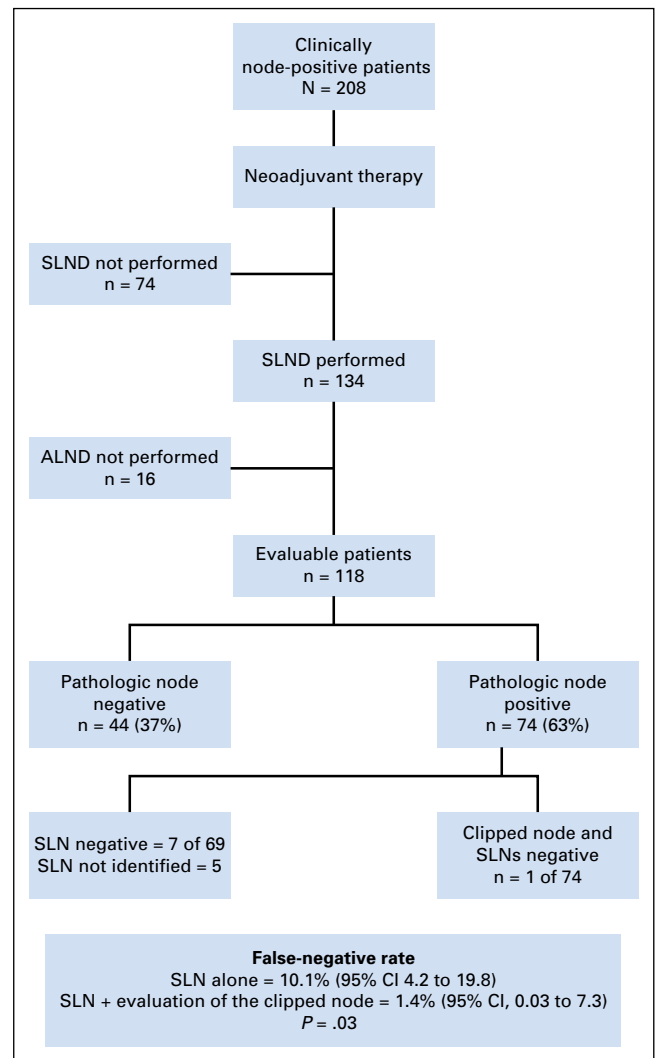 Clinically
node-positive patients
N = 208
Neoadjuvant therapy
SLND not performed
n = 74
SLND performed
n = 134
ALND not performed
n = 16
Evaluable patients
n = 118
Pathologic node
negative
n = 44 (37%)
Pathologic node
positive
n = 74 (63%)
SLN negative = 7 of 69
SLN not identified = 5
Clipped node and
SLNs negative
n = 1 of 74
False-negative rate
SLN alone = 10.1% (95% CI 4.2 to 19.8)
SLN + evaluation of the clipped node = 1.4% (95% CI, 0.03 to 7.3)
P = .03